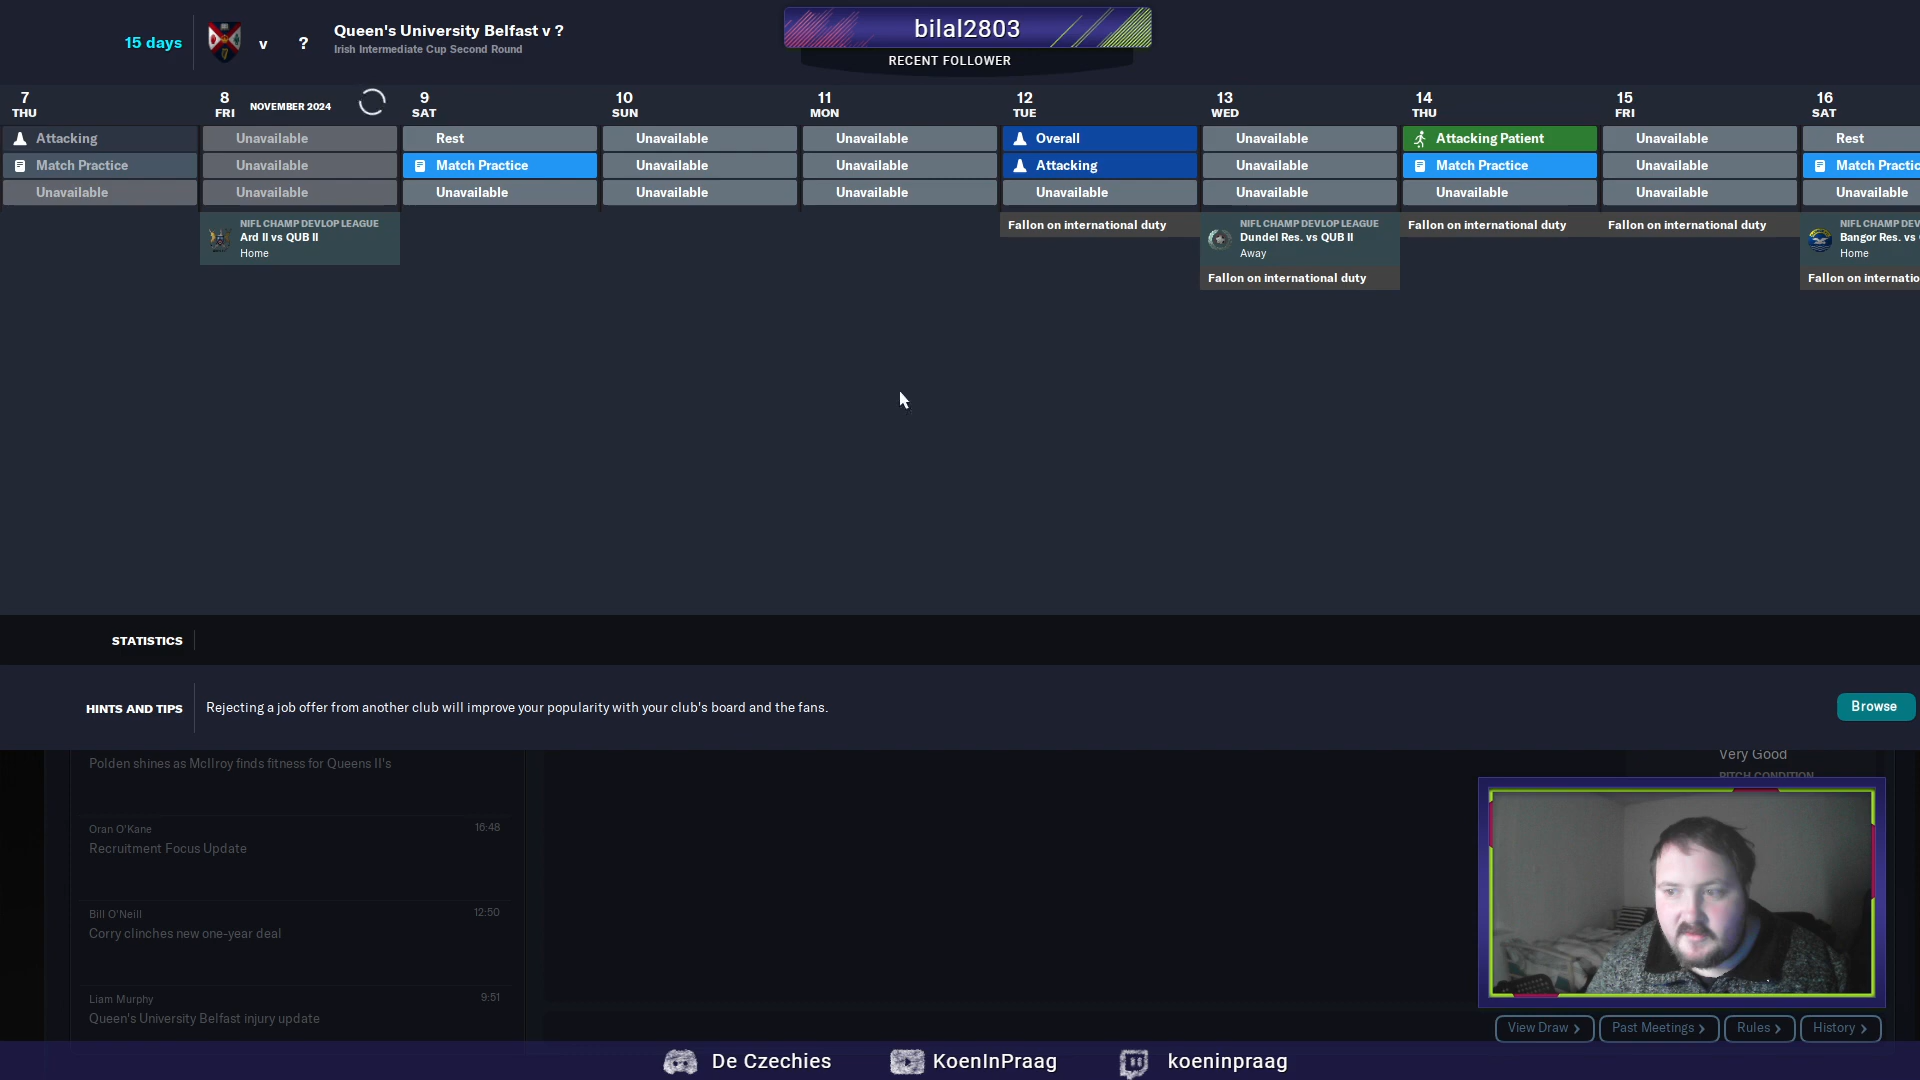 15 days
v
?
Queen's University Belfast v ?
Irish Intermediate Cup Second Round
bilal2803
RECENT FOLLOWER
7
THU
8
FRI
NOVEMBER 2024
9
SAT
10
SUN
11
MON
12
TUE
13
WED
14
THU
15
FRI
16
SAT
Attacking
Unavailable
Rest
Unavailable
Unavailable
Overall
Unavailable
Attacking Patient
Unavailable
Rest
Match Practice
Unavailable
Match Practice
Unavailable
Unavailable
Attacking
Unavailable
Match Practice
Unavailable
Match Practic
Unavailable
Unavailable
Unavailable
Unavailable
Unavailable
Unavailable
Unavailable
Unavailable
Unavailable
Unavailable
NIFL CHAMP DEVLOP LEAGUE
Ard II vs QUB II
Home
Fallon on international duty
NIFL CHAMP DEVLOP LEAGUE
Dundel Res. vs QUB II
Away
Fallon on international duty
Fallon on international duty
Fallon on international duty
NIFL CHAMP DEV
Bangor Res. vs
Home
Fallon on internatio
STATISTICS
HINTS AND TIPS
Rejecting a job offer from another club will improve your popularity with your club's board and the fans.
Browse
Polden shines as McIlroy finds fitness for Queens II's
Very Good
PITCH CONDITION
Oran O'Kane
16:48
Recruitment Focus Update
Bill O'Neill
12:50
Corry clinches new one-year deal
Liam Murphy
9:51
Queen's University Belfast injury update
View Draw
Past Meetings
Rules
History
De Czechies
KoenInPraag
koeninpraag